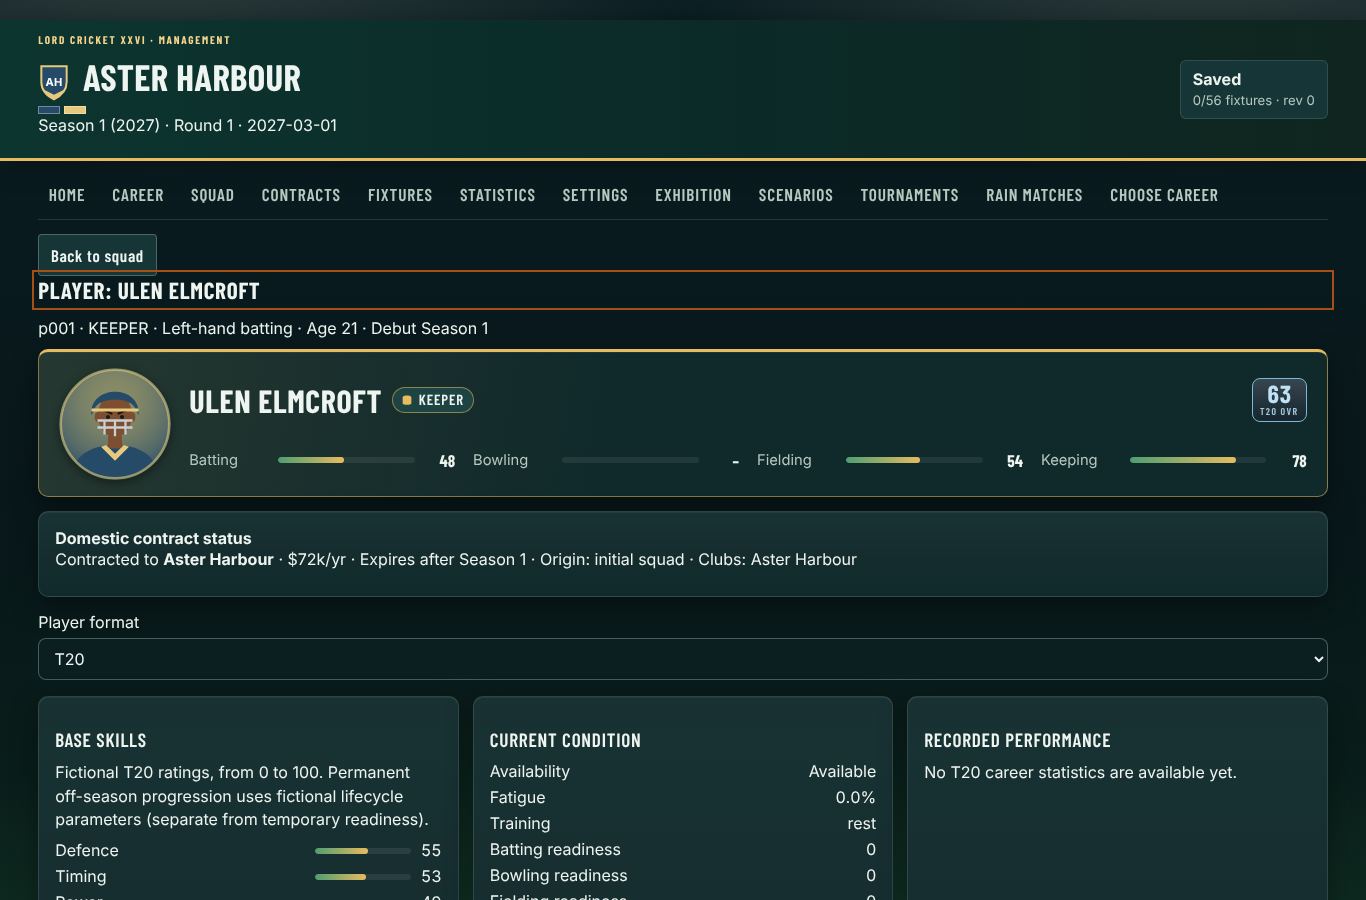 LORD CRICKET XXVI · MANAGEMENT
AH
ASTER HARBOUR
Season 1 (2027) · Round 1 · 2027-03-01
Saved
0/56 fixtures · rev 0
HOME CAREER SQUAD CONTRACTS FIXTURES STATISTICS SETTINGS EXHIBITION SCENARIOS TOURNAMENTS RAIN MATCHES CHOOSE CAREER
Back to squad
PLAYER: ULEN ELMCROFT
p001 · KEEPER · Left-hand batting · Age 21 · Debut Season 1
ULEN ELMCROFT KEEPER
63
T20 OVR
Batting 48 Bowling - Fielding 54 Keeping 78
Domestic contract status
Contracted to Aster Harbour · $72k/yr · Expires after Season 1 · Origin: initial squad · Clubs: Aster Harbour
Player format
T20
BASE SKILLS
Fictional T20 ratings, from 0 to 100. Permanent
off-season progression uses fictional lifecycle
parameters (separate from temporary readiness).
Defence 55
Timing 53
CURRENT CONDITION
Availability Available
Fatigue 0.0%
Training rest
Batting readiness 0
Bowling readiness 0
RECORDED PERFORMANCE
No T20 career statistics are available yet.